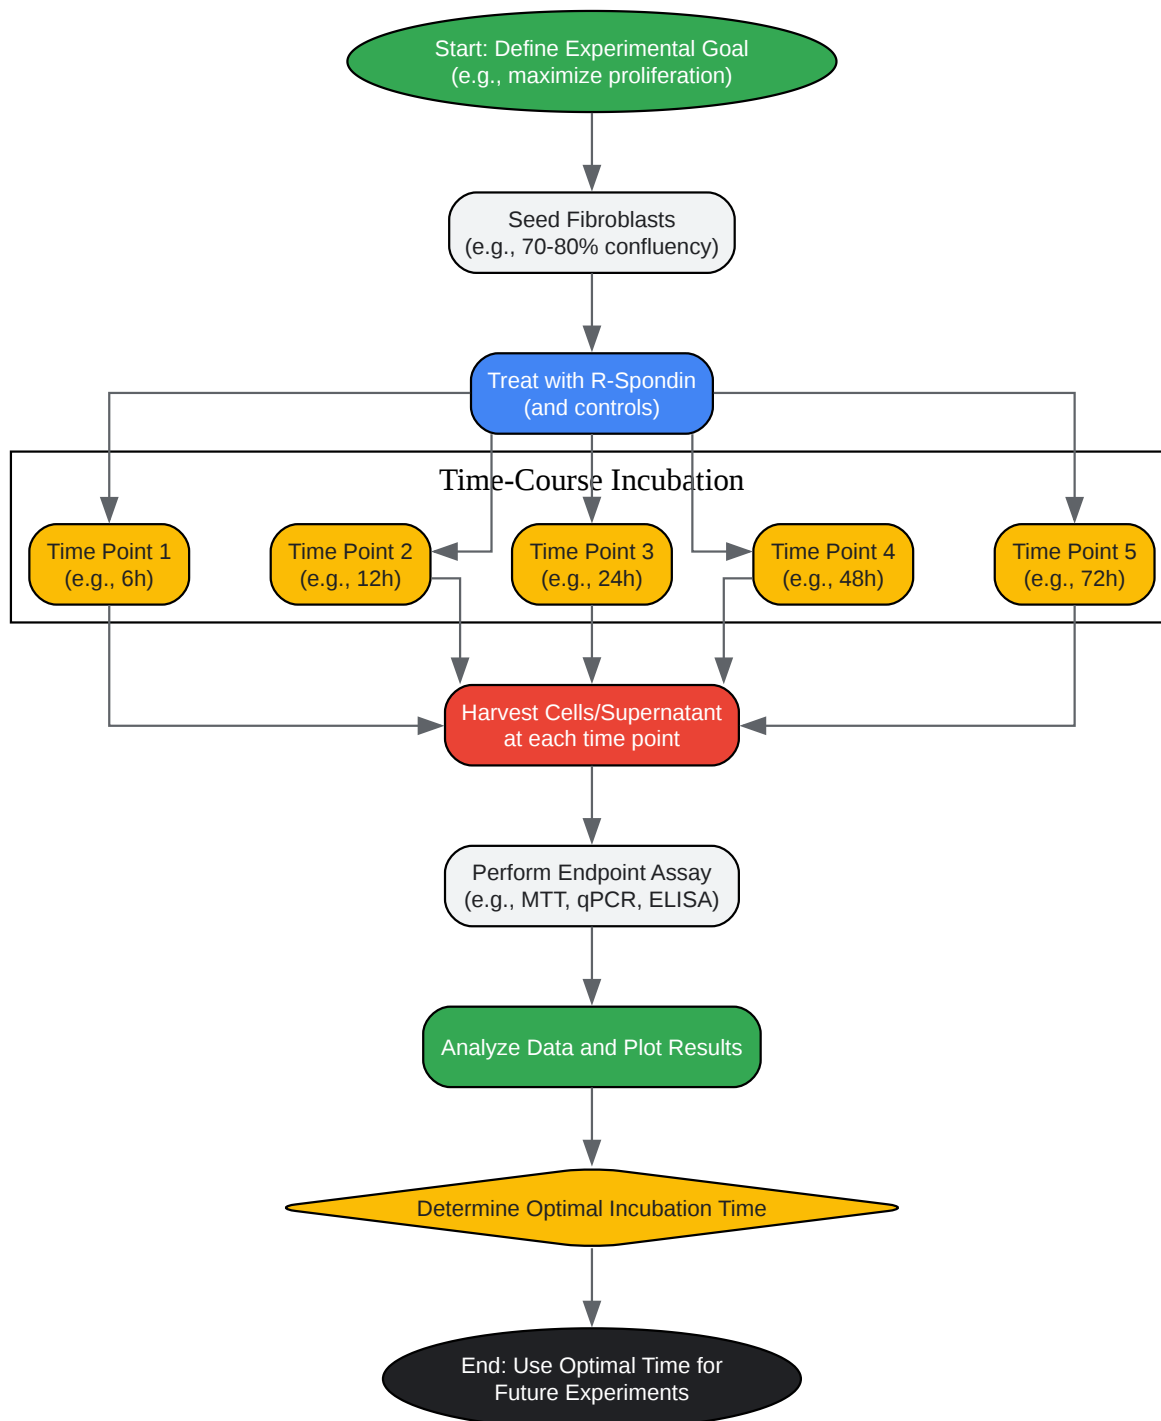 Start: Define Experimental Goal
(e.g., maximize proliferation)
Seed Fibroblasts
(e.g., 70-80% confluency)
Treat with R-Spondin
(and controls)
Time-Course Incubation
Time Point 1
(e.g., 6h)
Time Point 2
(e.g., 12h)
Time Point 3
(e.g., 24h)
Time Point 4
(e.g., 48h)
Time Point 5
(e.g., 72h)
Harvest Cells/Supernatant
at each time point
Perform Endpoint Assay
(e.g., MTT, qPCR, ELISA)
Analyze Data and Plot Results
Determine Optimal Incubation Time
End: Use Optimal Time for
Future Experiments